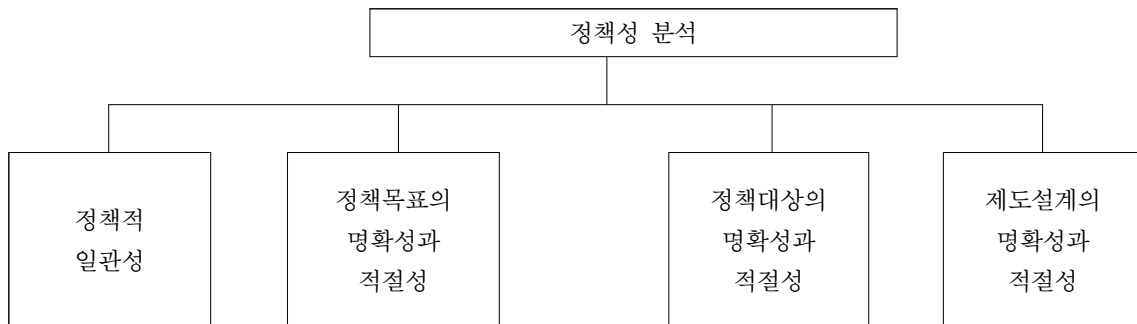 정책성 분석
정책적
일관성
정책목표의
명확성과
적절성
정책대상의
명확성과
적절성
제도설계의
명확성과
적절성